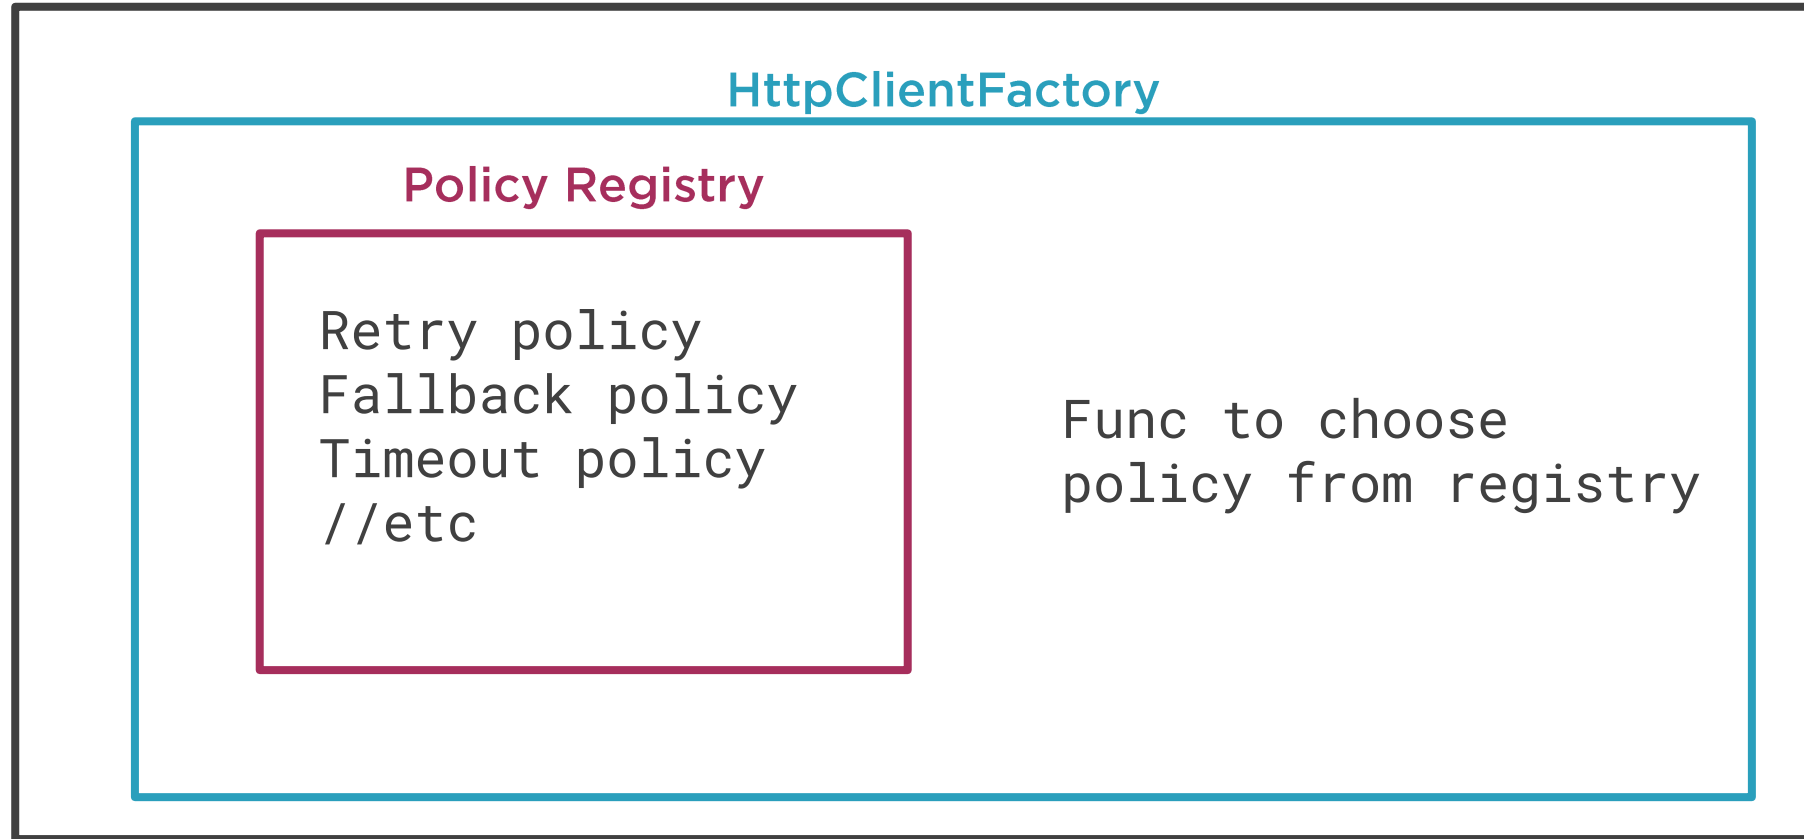 HttpClientFactory
Policy Registry
Retry policy
Fallback policy
Timeout policy
//etc
Func to choose
policy from registry